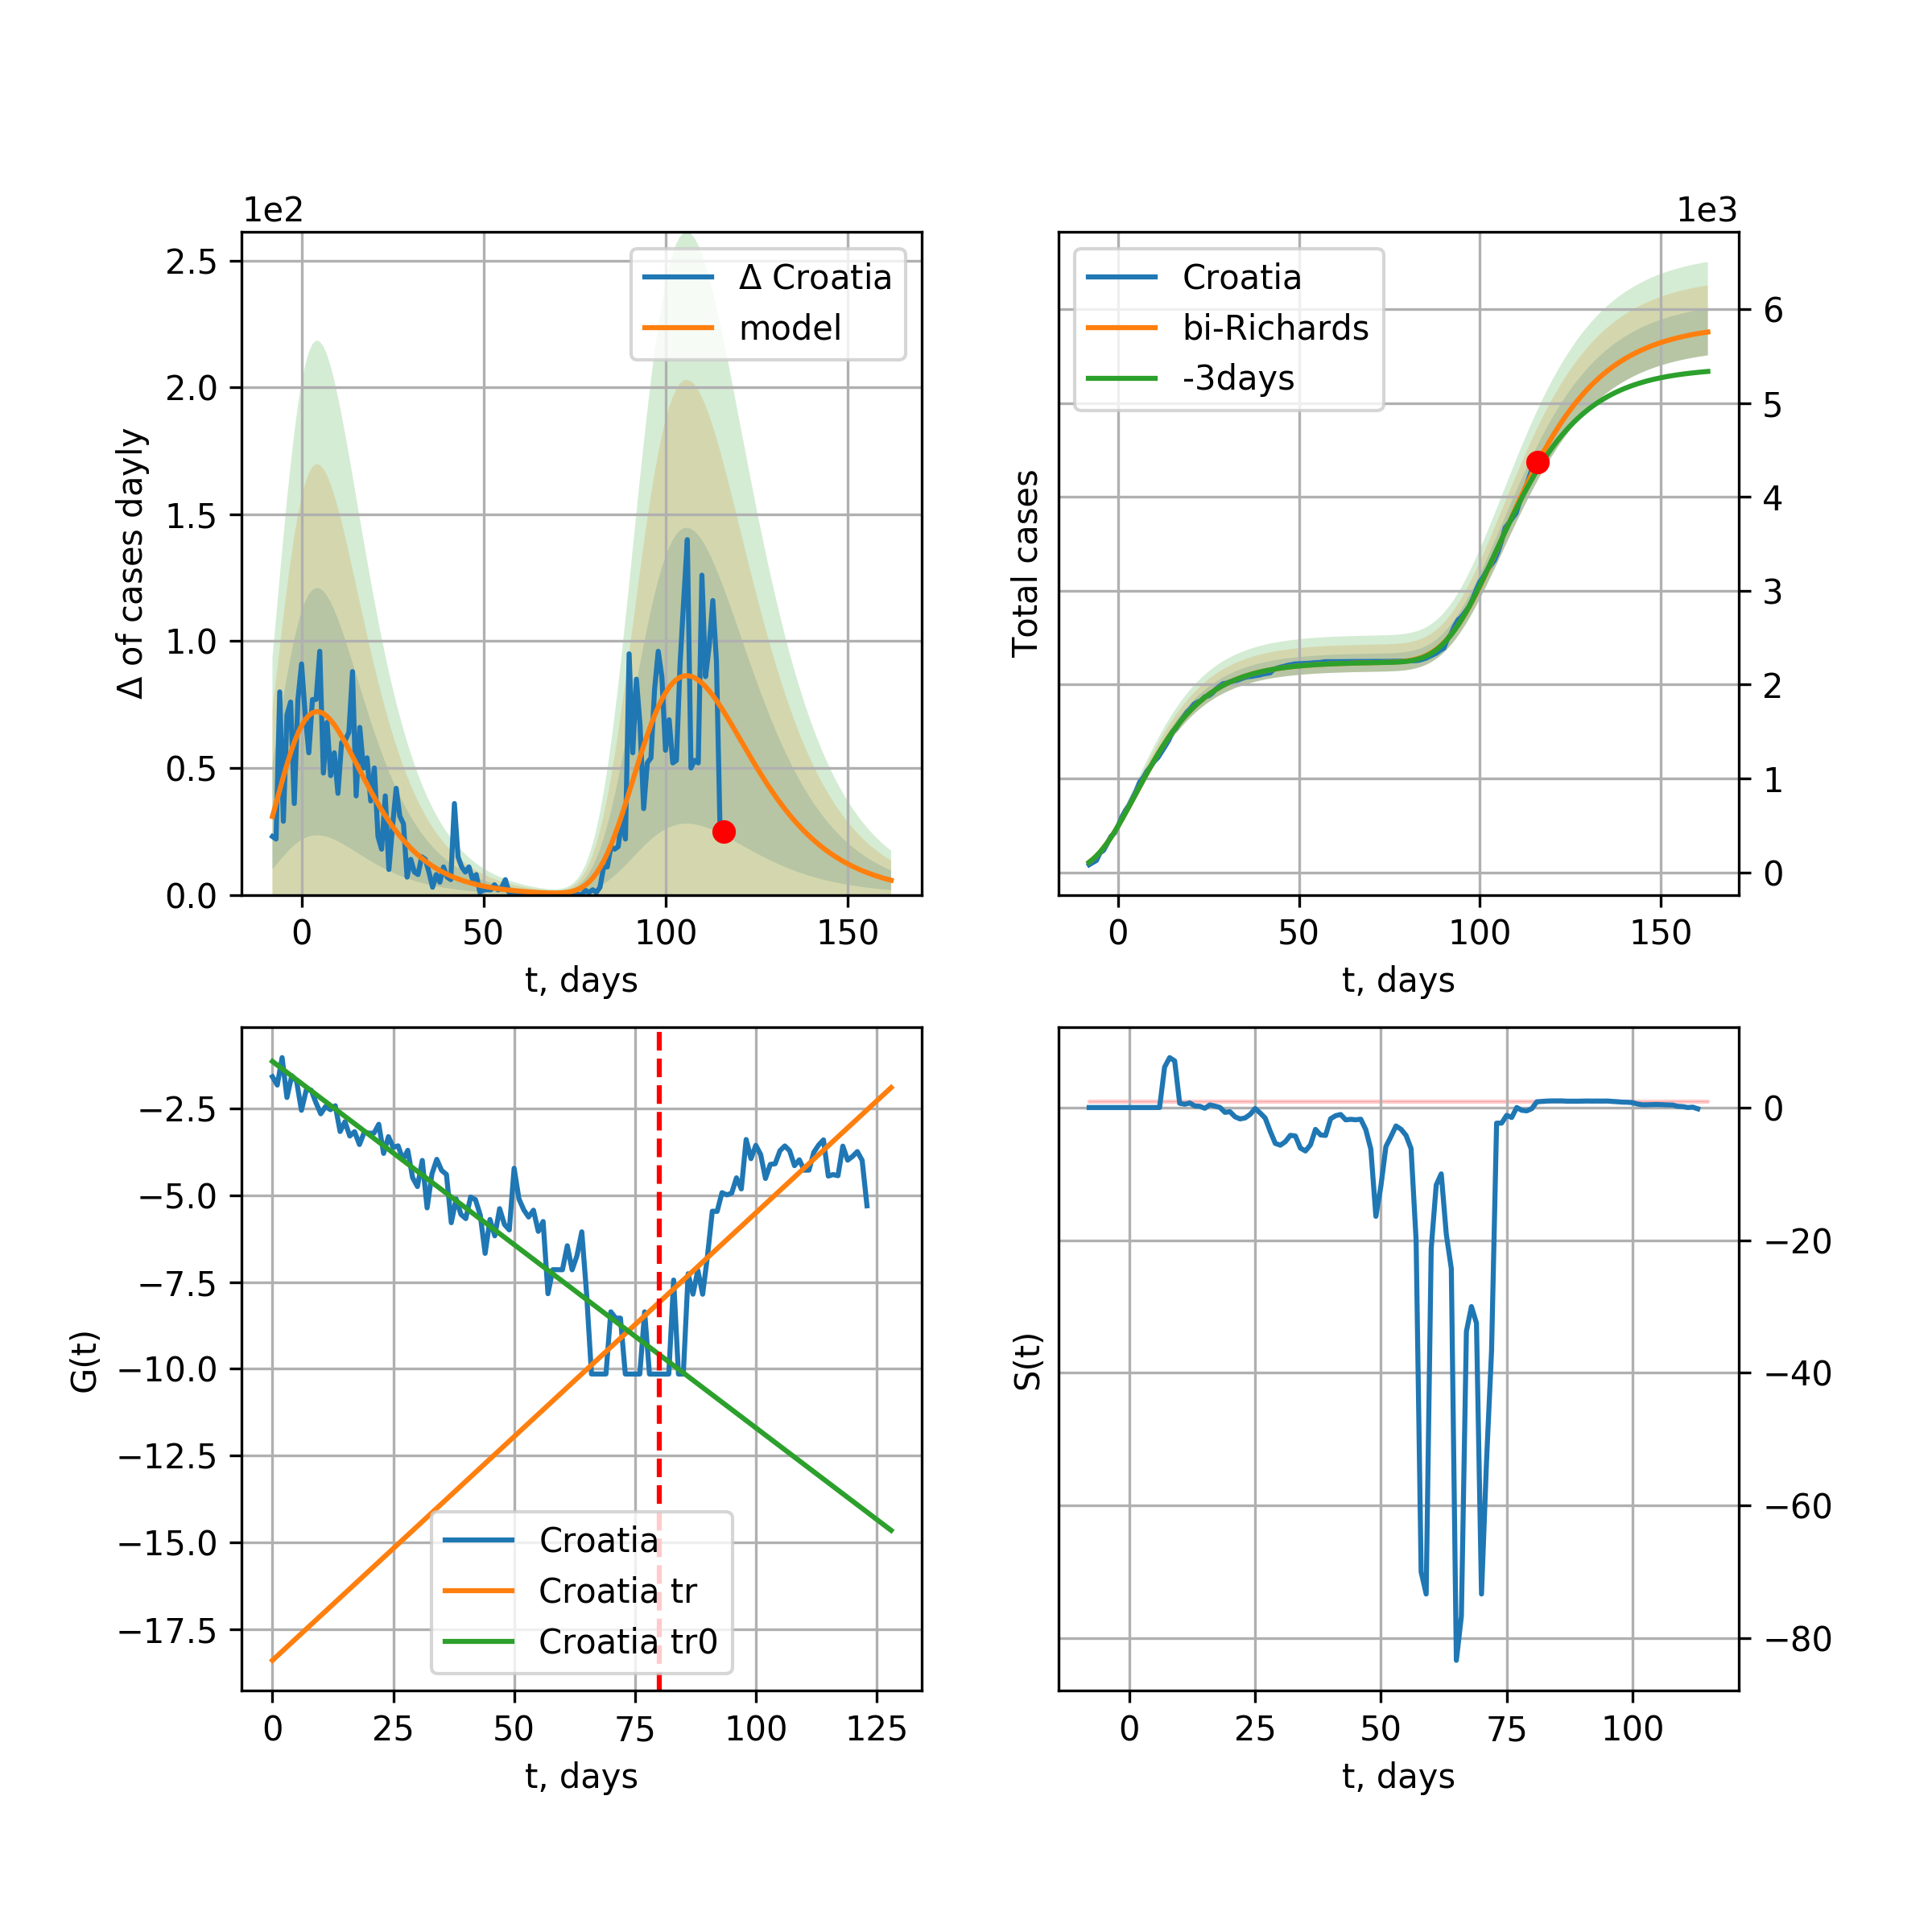 1e2
2.5
2.0
1.5
1.0
0.5
0.0
Δ of cases dayly
Δ Croatia
model
0 50 100 150
t, days
1e3
Croatia
bi-Richards
-3days
Total cases
6
5
4
3
2
1
0
0 50 100 150
t, days
−2.5
−5.0
−7.5
−10.0
−12.5
−15.0
−17.5
G(t)
Croatia
Croatia tr
Croatia tr0
0 25 50 75 100 125
t, days
S(t)
0
−20
−40
−60
−80
0 25 50 75 100
t, days